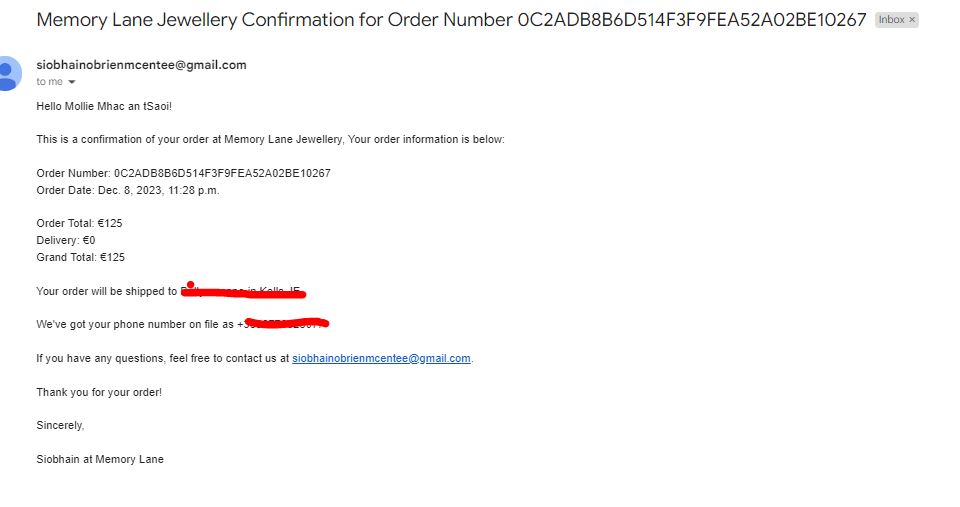 Memory Lane Jewellery Confirmation for Order Number 0C2ADB8B6D514F3F9FEA52A02BE10267 Inbox ×
siobhainobrienmcentee@gmail.com
to me
Hello Mollie Mhac an tSaoi!
This is a confirmation of your order at Memory Lane Jewellery, Your order information is below:
Order Number: 0C2ADB8B6D514F3F9FEA52A02BE10267
Order Date: Dec. 8, 2023, 11:28 p.m.
Order Total: €125
Delivery: €0
Grand Total: €125
Your order will be shipped to
We've got your phone number on file as
If you have any questions, feel free to contact us at siobhainobrienmcentee@gmail.com.
Thank you for your order!
Sincerely,
Siobhain at Memory Lane